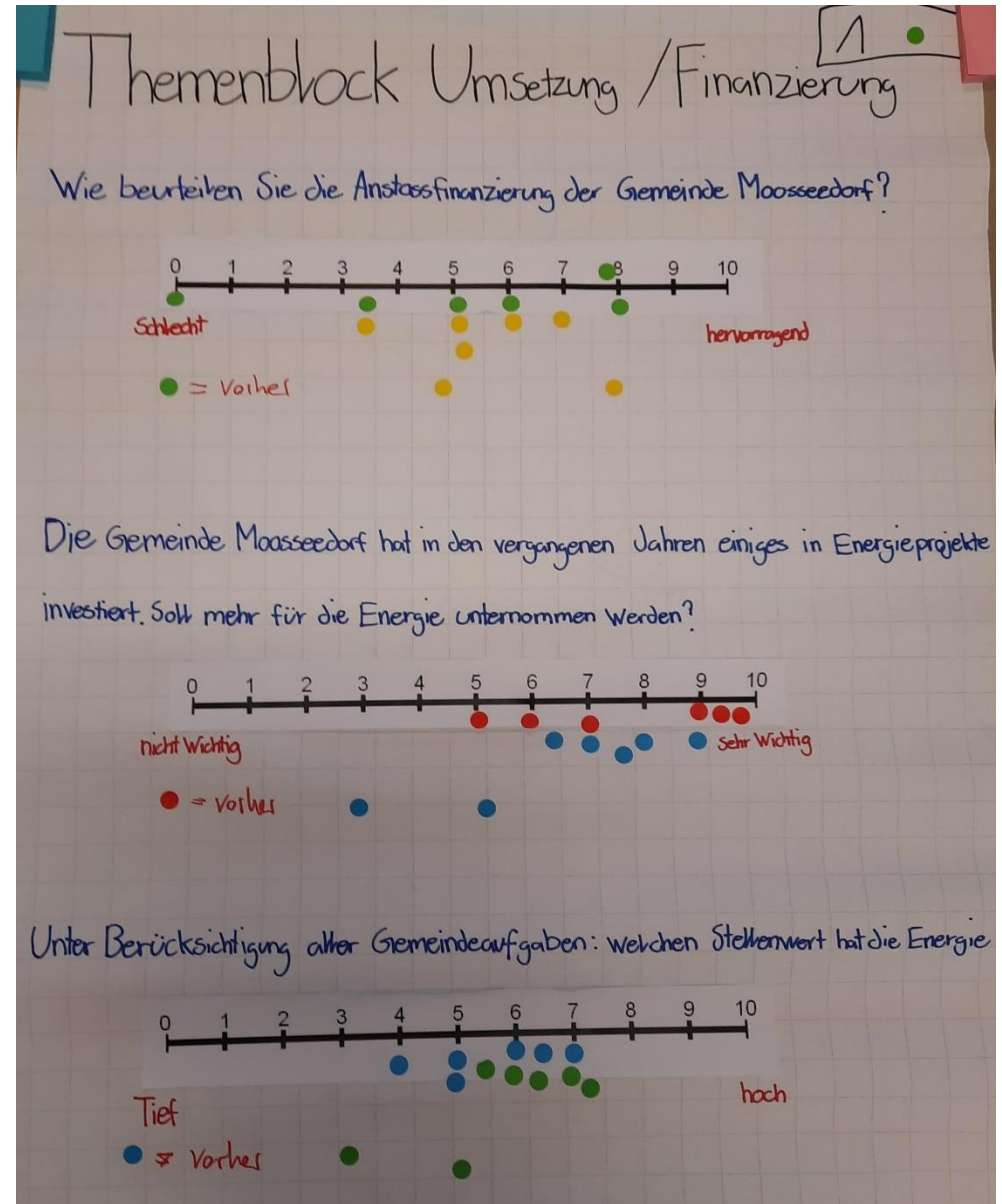 1
Themenblock Umsetzung / Finanzierung
Wie beurteilen Sie die Anstossfinanzierung der Gemeinde Moosseedorf?
0 1 2 3 4 5 6 7 8 9 10
Schlecht hervorragend
= Vorher
Die Gemeinde Moosseedorf hat in den vergangenen Jahren einiges in Energieprojekte
investiert. Soll mehr für die Energie unternommen werden?
0 1 2 3 4 5 6 7 8 9 10
nicht Wichtig Sehr Wichtig
= vorher
Unter Berücksichtigung aller Gemeindeaufgaben: welchen Stellenwert hat die Energie
0 1 2 3 4 5 6 7 8 9 10
Tief hoch
= Vorher